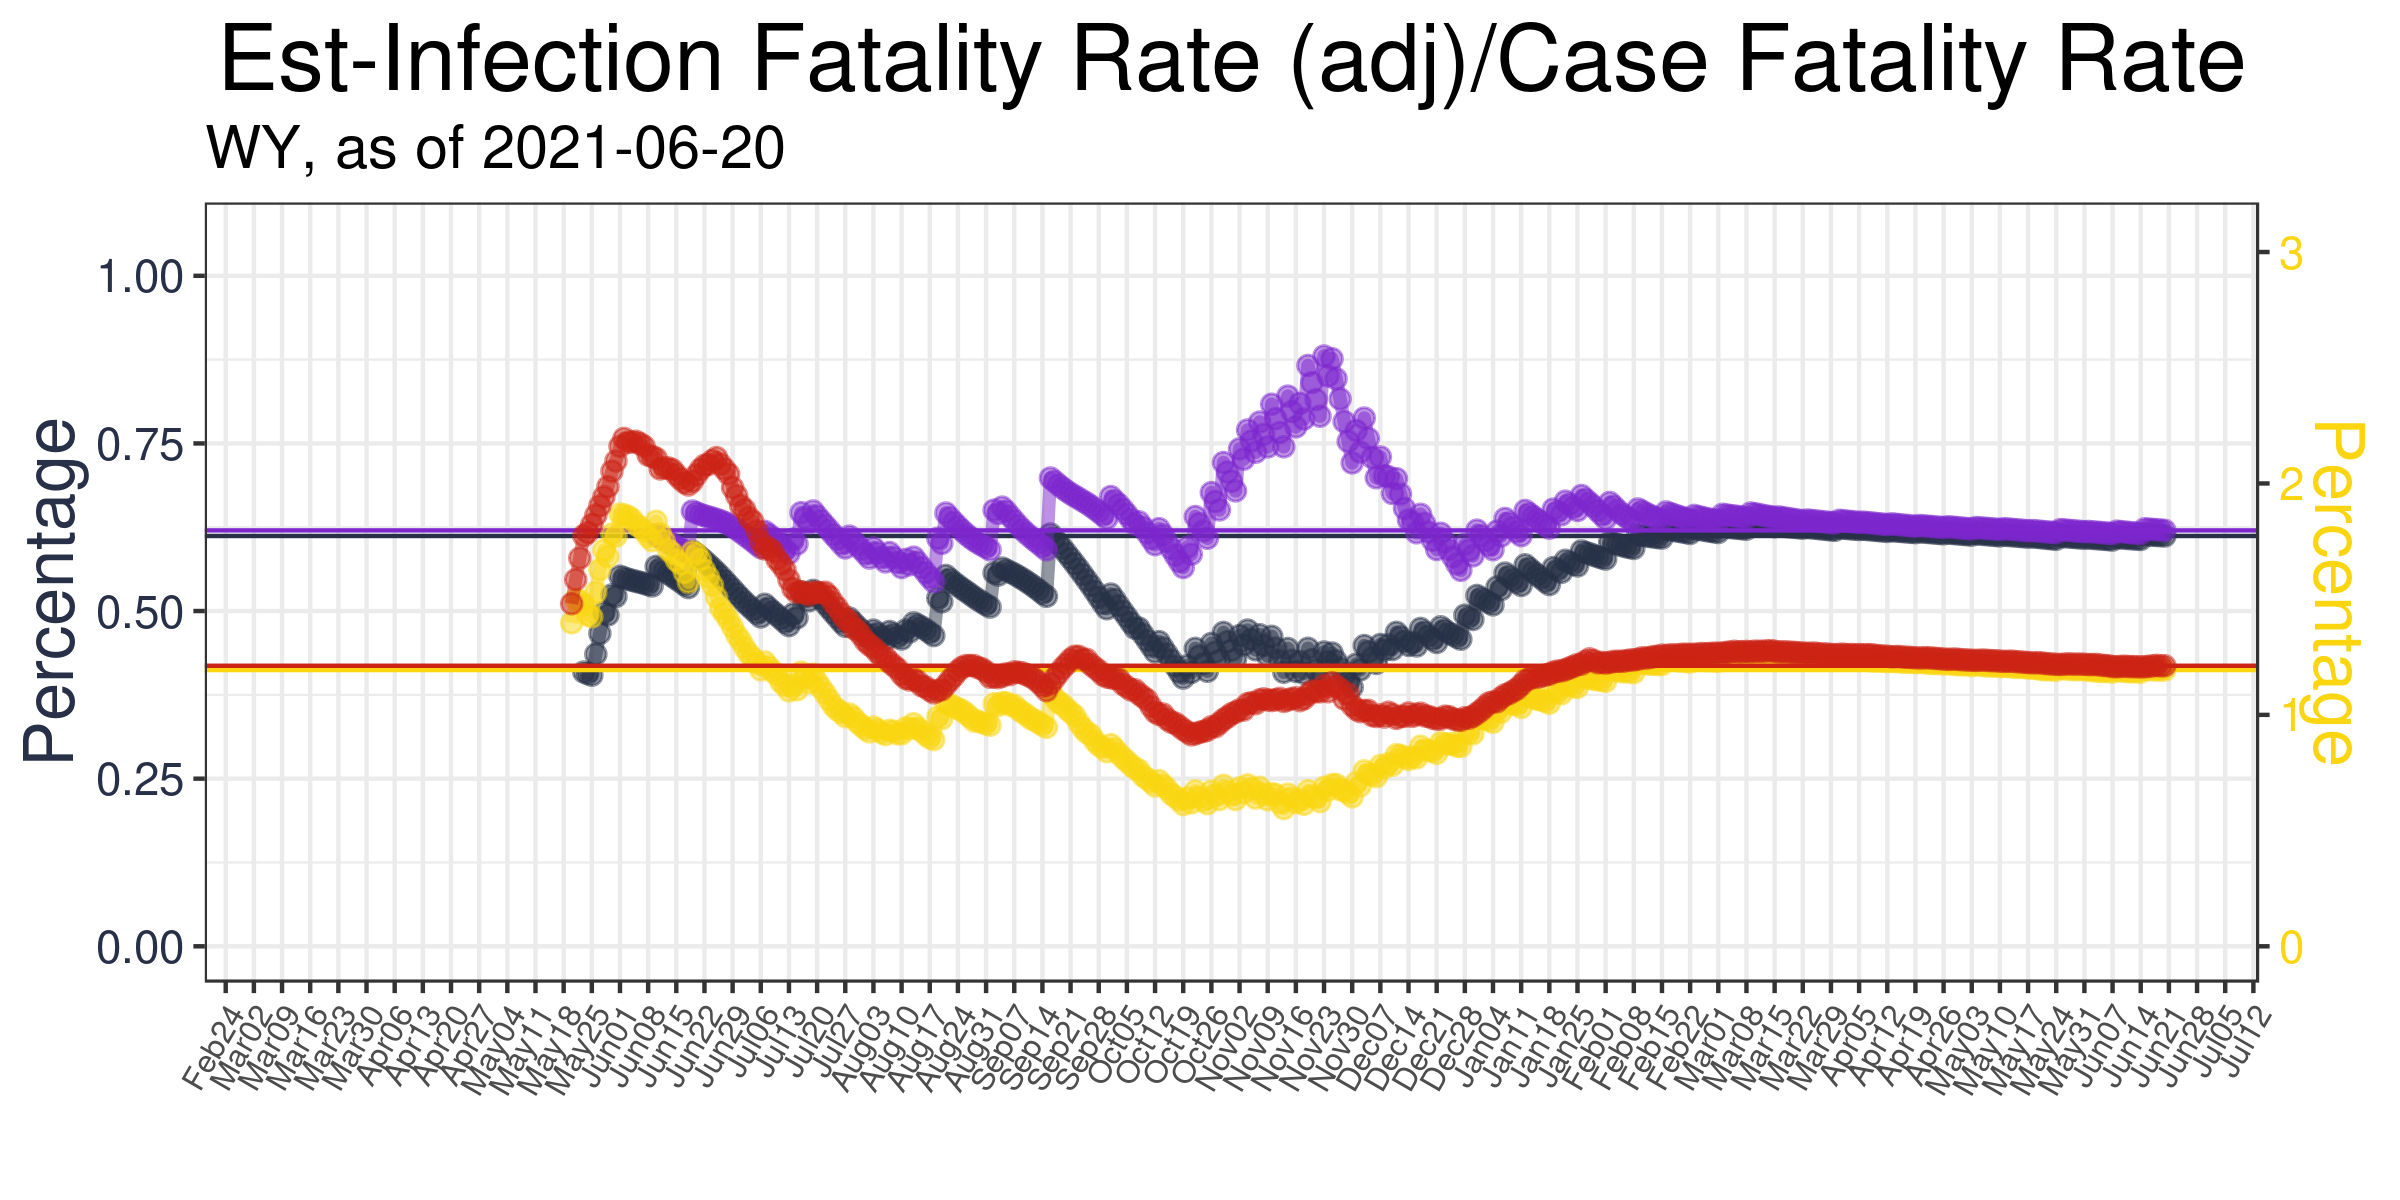 Est-Infection Fatality Rate (adj)/Case Fatality Rate
WY, as of 2021-06-20
Percentage
1.00
0.75
0.50
0.25
0.00
3
2
1
0
Percentage
Feb24
Mar02
Mar09
Mar16
Mar23
Mar30
Apr06
Apr13
Apr20
Apr27
May04
May11
May18
May25
Jun01
Jun08
Jun15
Jun22
Jun29
Jul06
Jul13
Jul20
Jul27
Aug03
Aug10
Aug17
Aug24
Aug31
Sep07
Sep14
Sep21
Sep28
Oct05
Oct12
Oct19
Oct26
Nov02
Nov09
Nov16
Nov23
Nov30
Dec07
Dec14
Dec21
Dec28
Jan04
Jan11
Jan18
Jan25
Feb01
Feb08
Feb15
Feb22
Mar01
Mar08
Mar15
Mar22
Mar29
Apr05
Apr12
Apr19
Apr26
May03
May10
May17
May24
May31
Jun07
Jun14
Jun21
Jun28
Jul05
Jul12